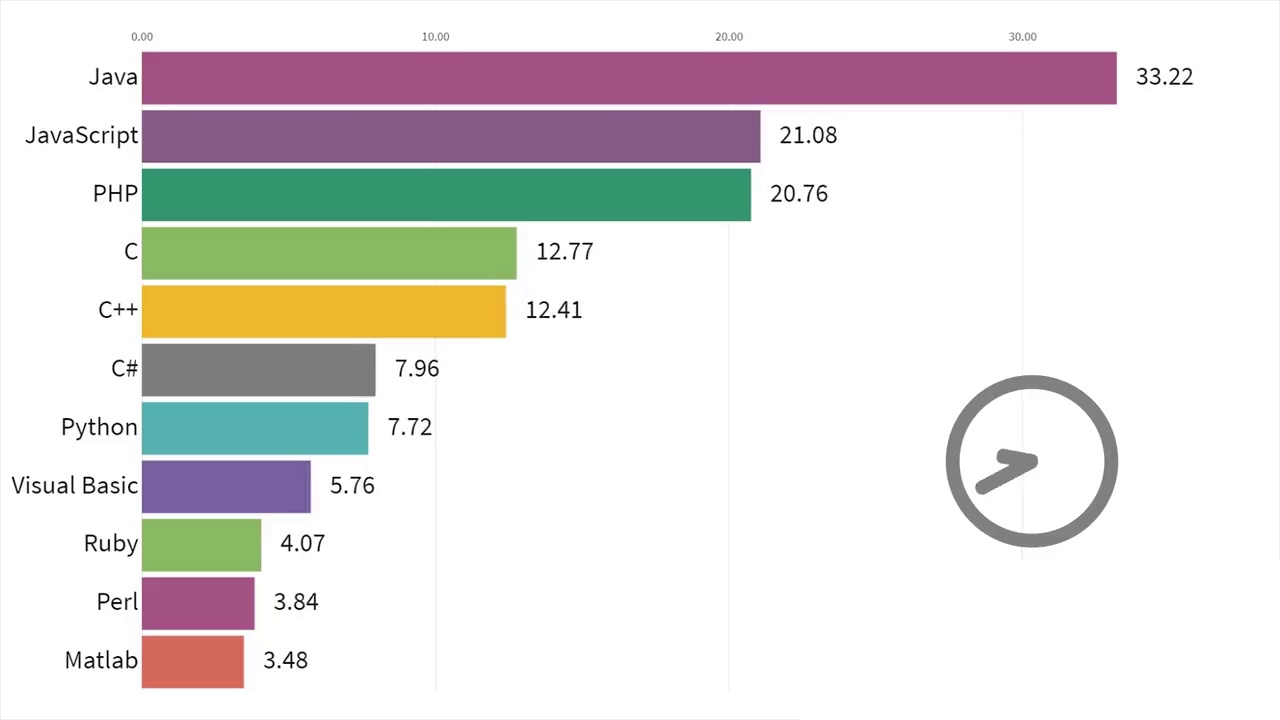 0.00 10.00 20.00 30.00
Java 33.22
JavaScript 21.08
PHP 20.76
C 12.77
C++ 12.41
C# 7.96
Python 7.72
Visual Basic 5.76
Ruby 4.07
Perl 3.84
Matlab 3.48